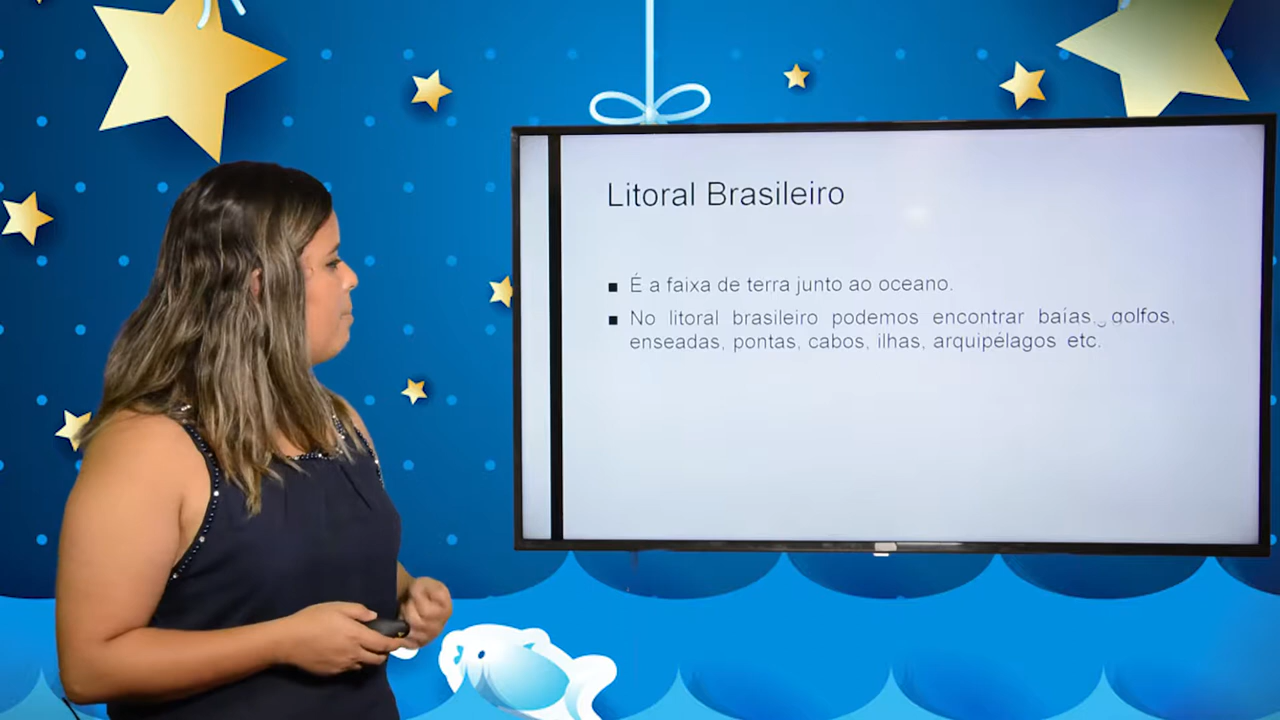 Litoral Brasileiro
É a faixa de terra junto ao oceano.
No litoral brasileiro podemos encontrar baías, golfos,
enseadas, pontas, cabos, ilhas, arquipélagos etc.